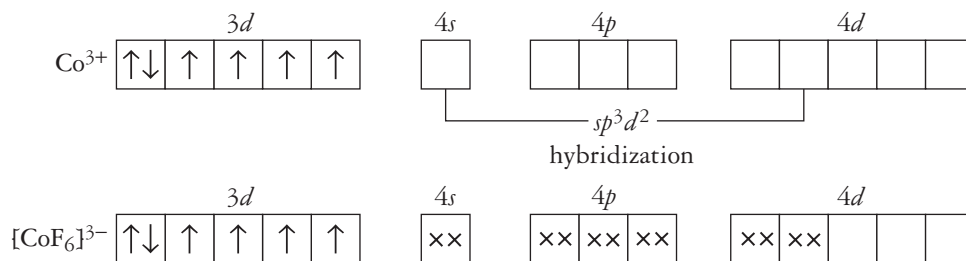 3d 4s 4p 4d
Co³⁺ ↑↓ ↑ ↑ ↑ ↑
sp³d²
hybridization
3d 4s 4p 4d
[CoF₆]³⁻ ↑↓ ↑ ↑ ↑ ↑ ×× ×× ×× ×× ×× ××